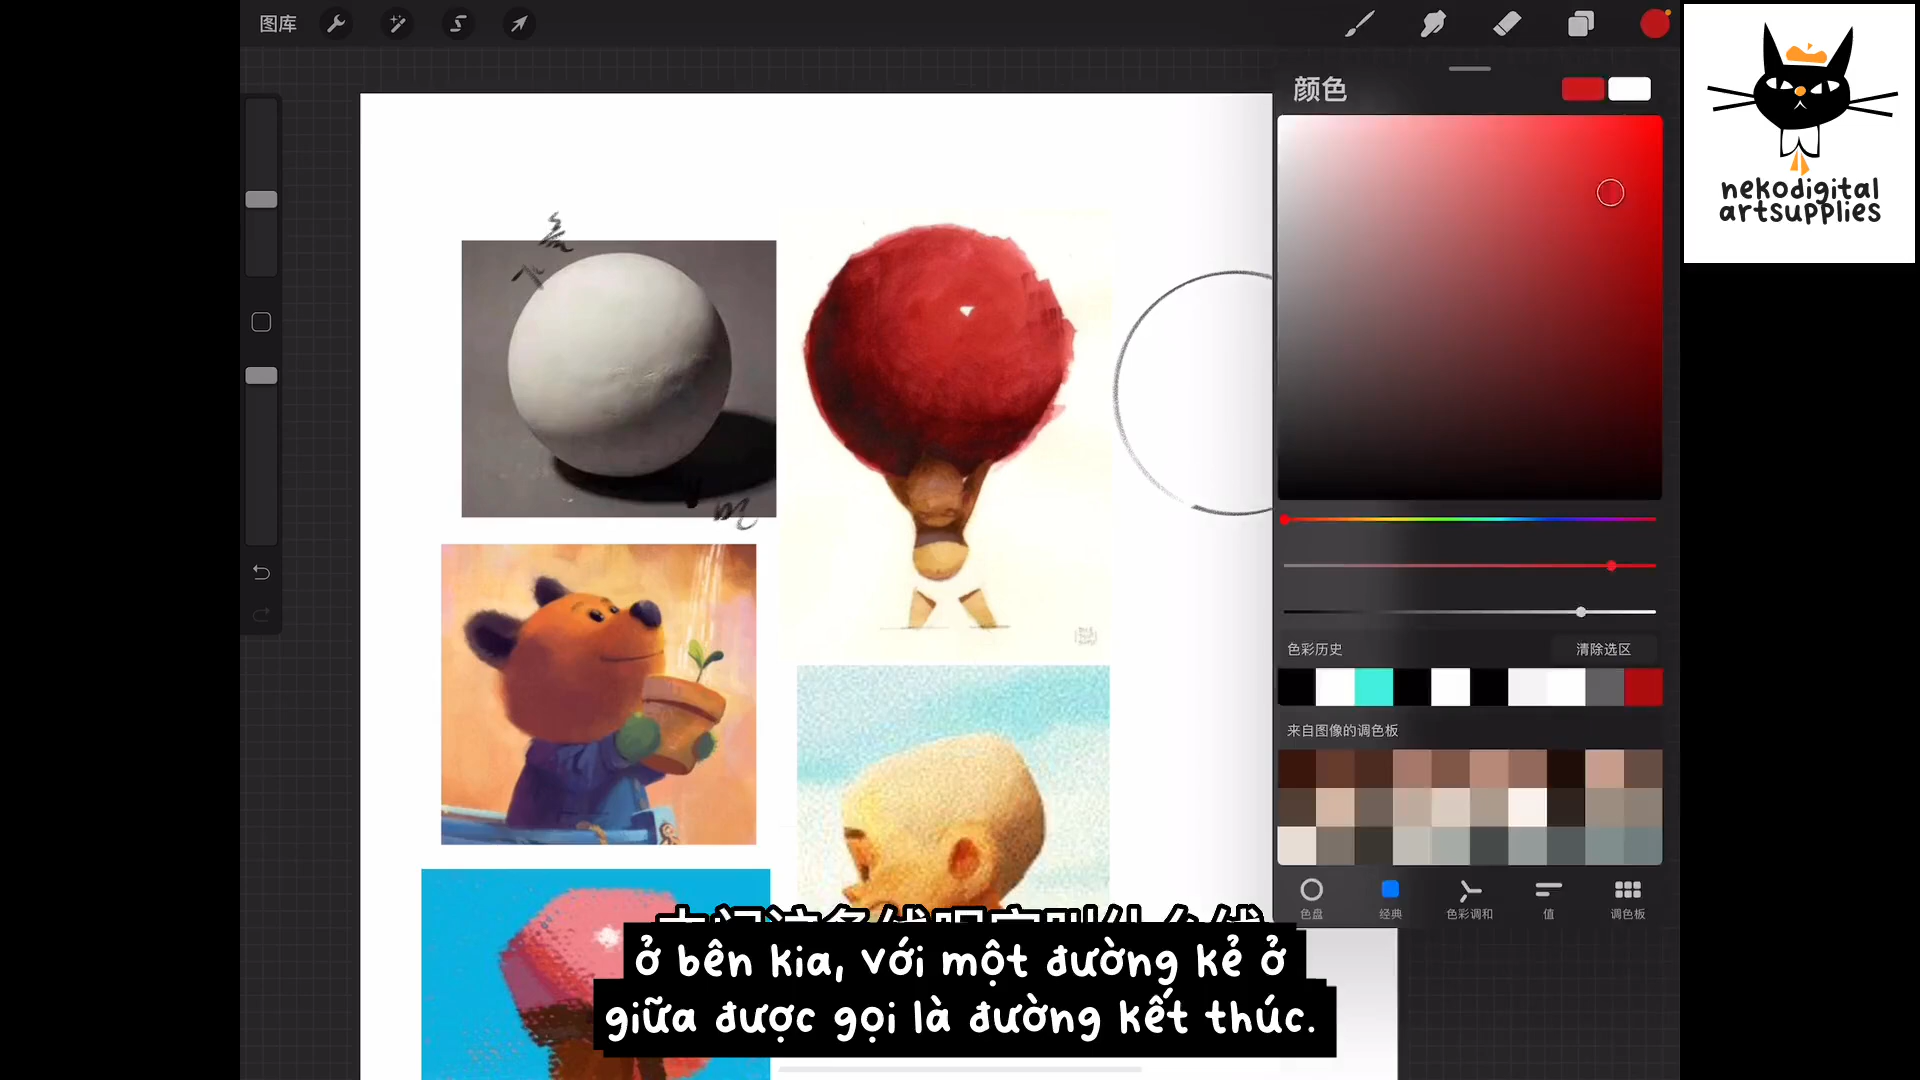 图库
颜色
nekodigital
artsupplies
色彩历史
清除选区
来自图像的调色板
色盘
经典
色彩调和
值
调色板
ở bên kia, với một đường kẻ ở
giữa được gọi là đường kết thúc.